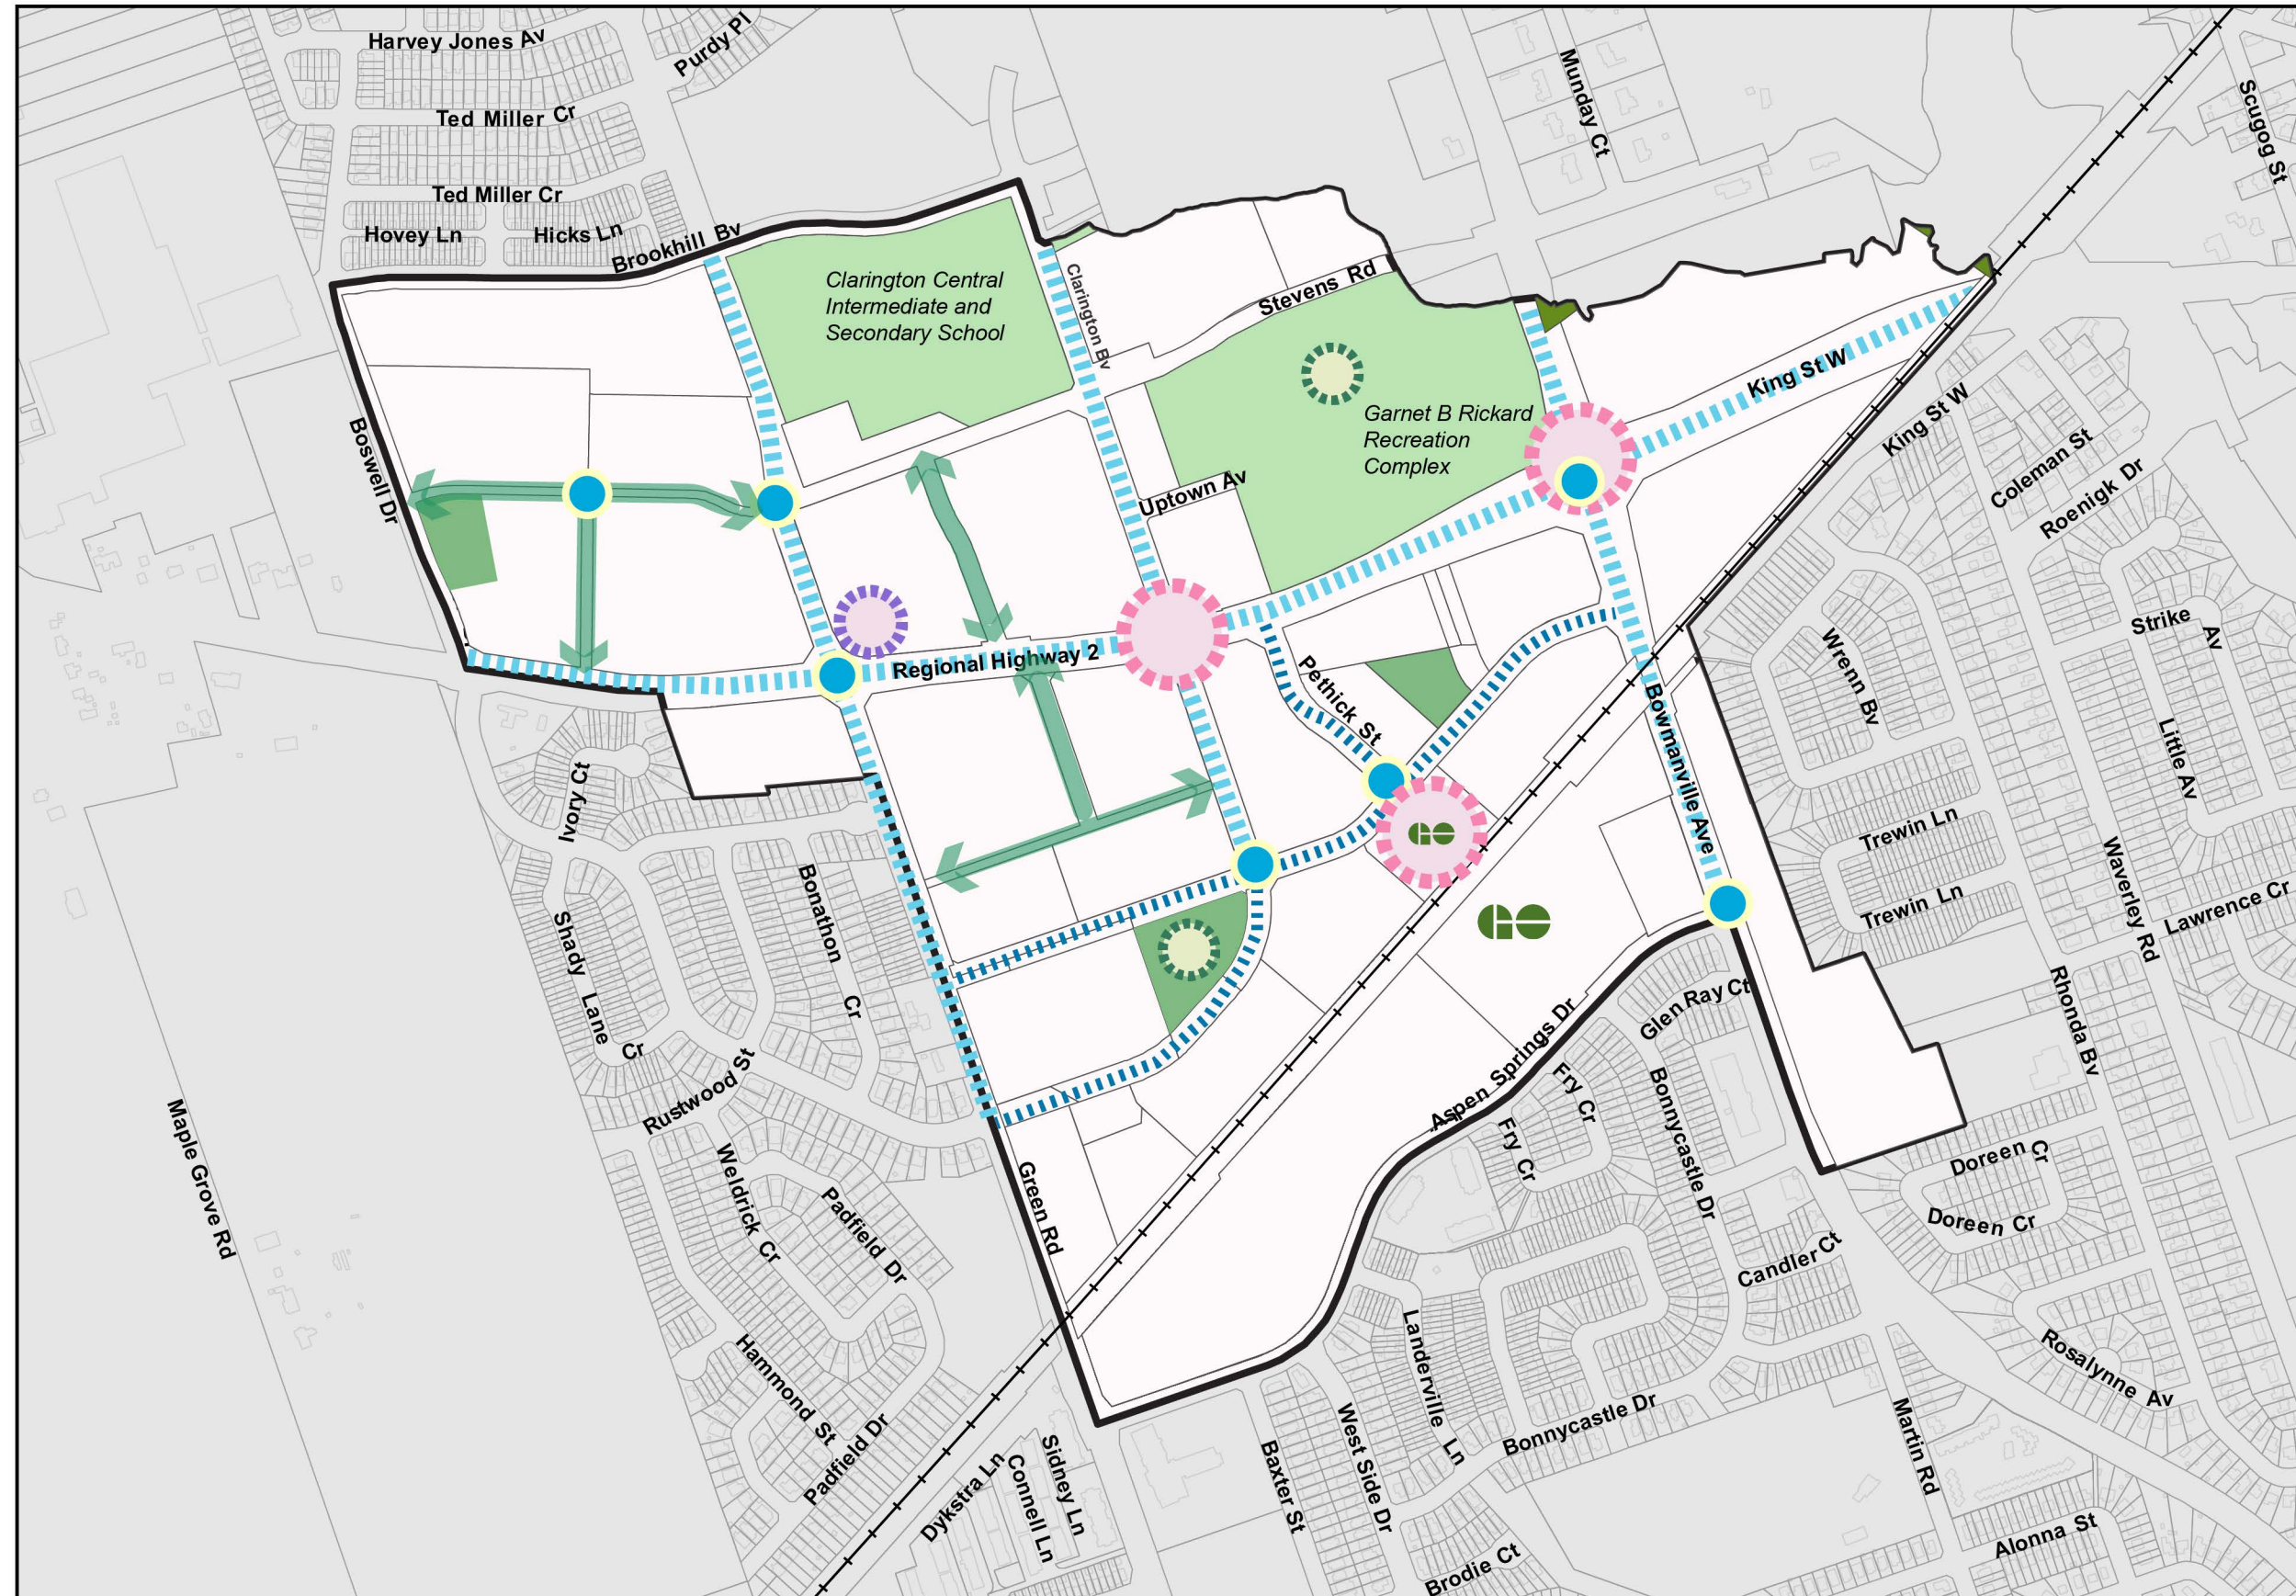 Harvey Jones Av
Purdy Pl
Ted Miller Cr
Ted Miller Cr
Hovey Ln
Hicks Ln
Brookhill Bv
Munday Ct
Scugog St
Clarington Central
Intermediate and
Secondary School
Clarington Bv
Stevens Rd
Garnet B Rickard
Recreation
Complex
King St W
King St W
Coleman St
Roenigk Dr
Boswell Dr
Uptown Av
Strike Av
Wrenn Bv
Regional Highway 2
Pethick St
Bowmanville Ave
Little Av
Ivory Ct
GO
GO
Trewin Ln
Trewin Ln
Waverley Rd
Lawrence Cr
Bonathon Cr
Shady Lane Cr
Rustwood St
Glen Ray Ct
Rhonda Bv
Aspen Springs Dr
Fry Cr
Fry Cr
Bonnycastle Dr
Maple Grove Rd
Weldrick Cr
Padfield Dr
Green Rd
Doreen Cr
Doreen Cr
Candler Ct
Hammond St
Padfield Dr
Landerville Ln
Rosalynne Av
Bonnycastle Dr
West Side Dr
Baxter St
Martin Rd
Dykstra Ln
Connell Ln
Sidney Ln
Alonna St
Brodie Ct